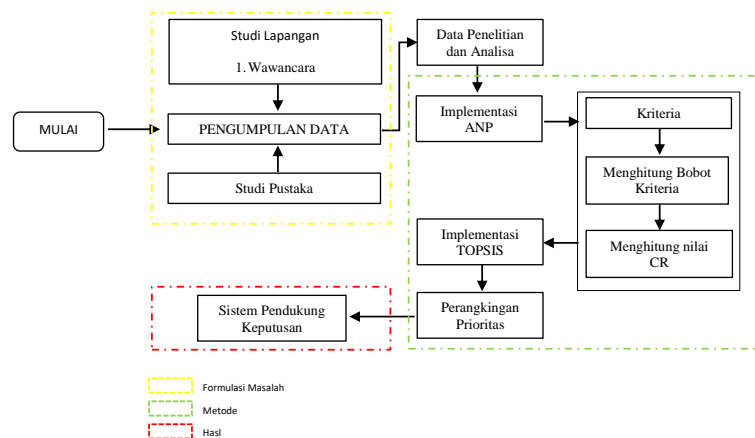 Studi Lapangan
1. Wawancara
MULAI
PENGUMPULAN DATA
Studi Pustaka
Data Penelitian
dan Analisa
Implementasi
ANP
Kriteria
Menghitung Bobot
Kriteria
Menghitung nilai
CR
Implementasi
TOPSIS
Perangkingan
Prioritas
Sistem Pendukung
Keputusan
Formulasi Masalah
Metode
Hasl